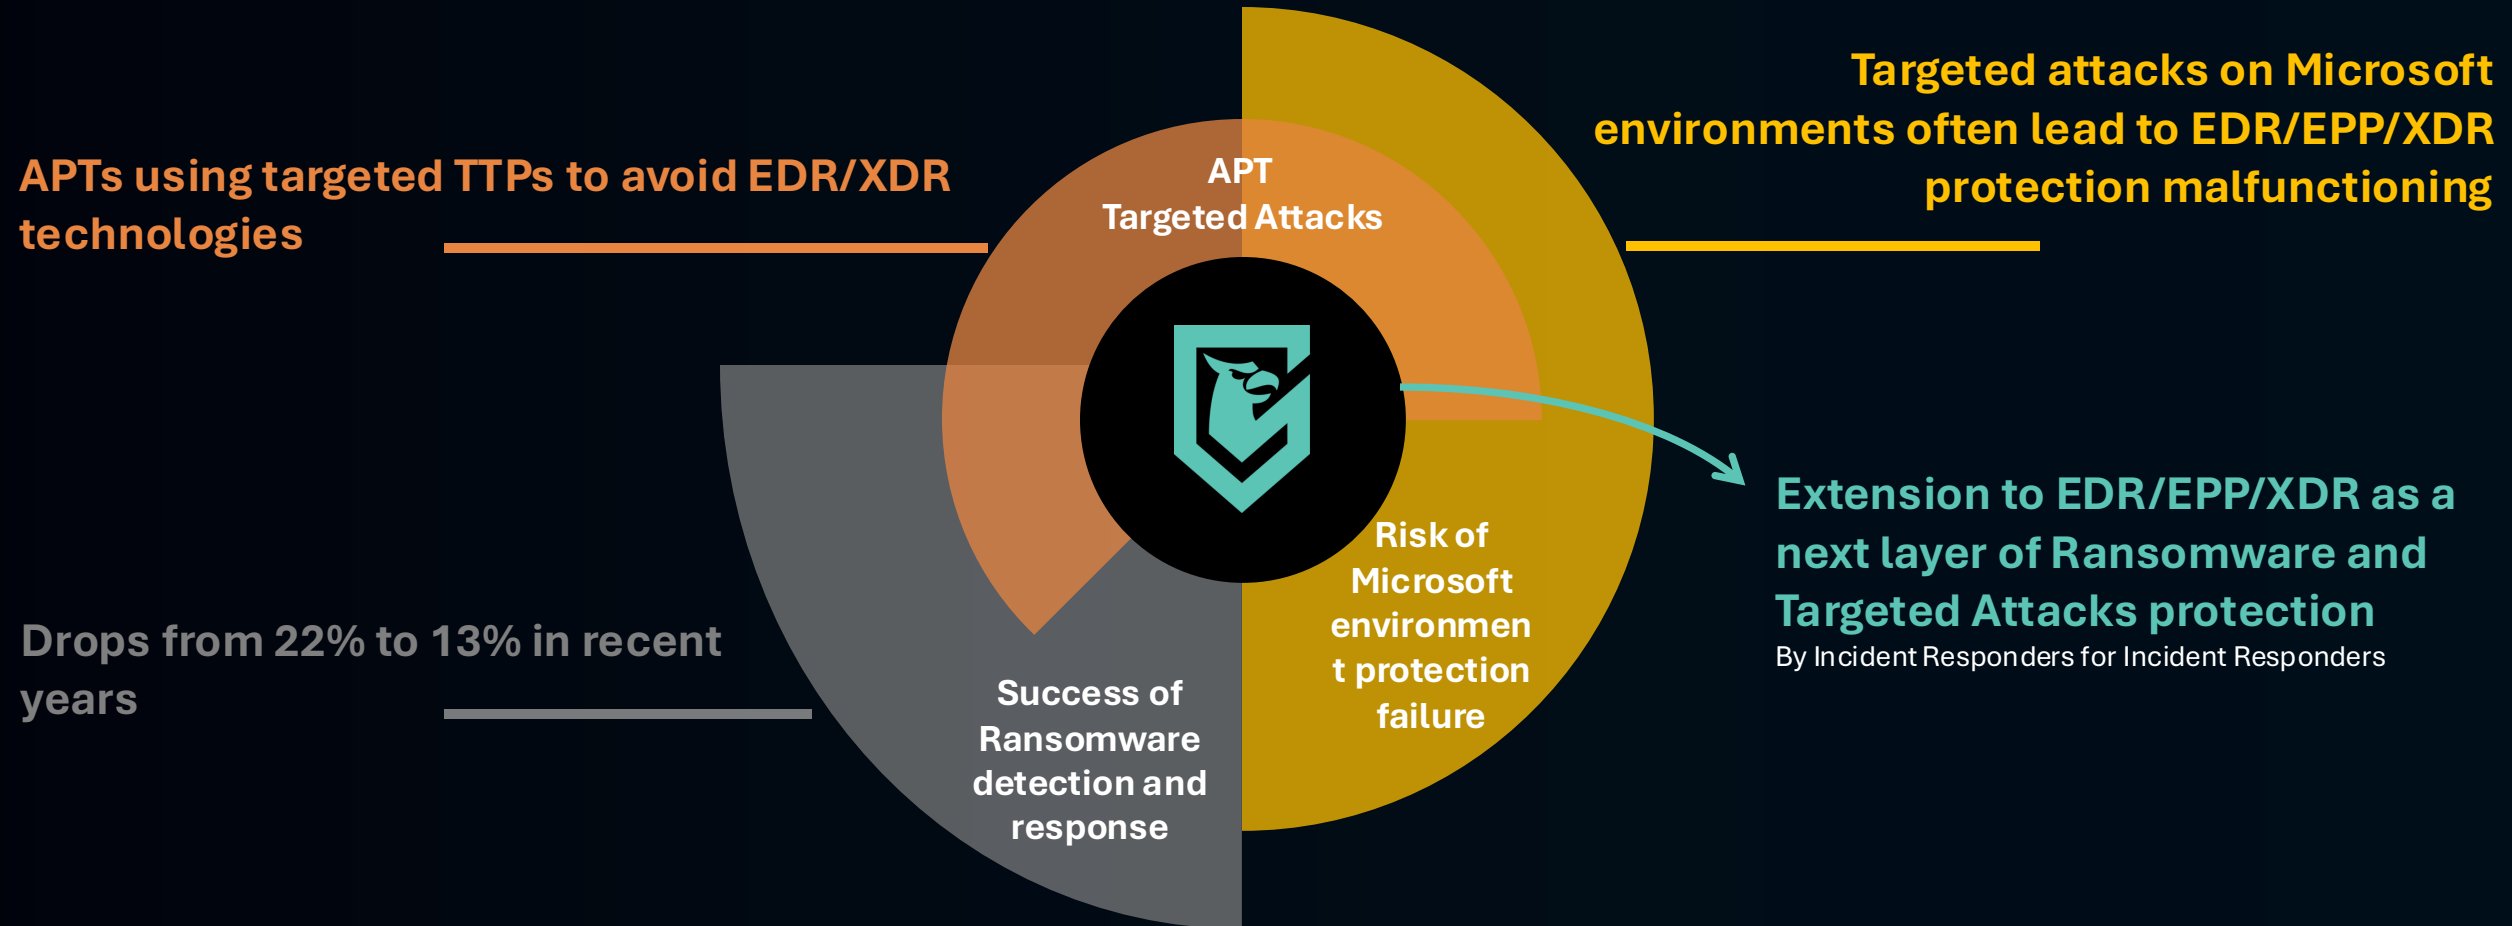 APTs using targeted TTPs to avoid EDR/XDR
technologies
Targeted attacks on Microsoft
environments often lead to EDR/EPP/XDR
protection malfunctioning
APT
Targeted Attacks
Extension to EDR/EPP/XDR as a
next layer of Ransomware and
Targeted Attacks protection
By Incident Responders for Incident Responders
Risk of
Microsoft
environmen
t protection
failure
Drops from 22% to 13% in recent
years
Success of
Ransomware
detection and
response